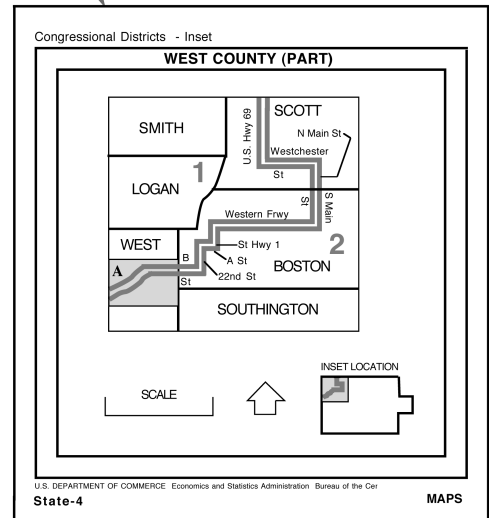 Congressional Districts - Inset
WEST COUNTY (PART)
SMITH
SCOTT
U.S. Hwy 69
N Main St
Westchester
St
1
LOGAN
St
S Main
Western Frwy
WEST
2
B
St Hwy 1
A
A St
BOSTON
St
22nd St
SOUTHINGTON
INSET LOCATION
SCALE
U.S. DEPARTMENT OF COMMERCE Economics and Statistics Administration Bureau of the Cer
State-4
MAPS